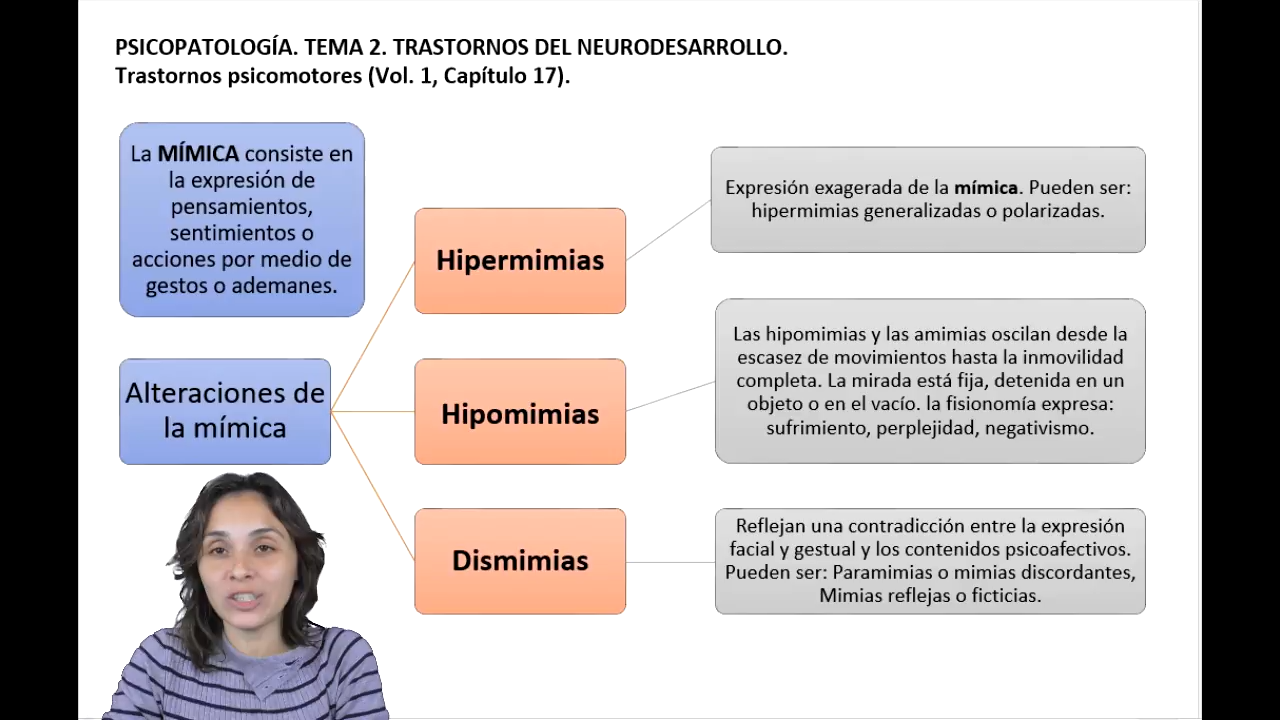 PSICOPATOLOGÍA. TEMA 2. TRASTORNOS DEL NEURODESARROLLO.
Trastornos psicomotores (Vol. 1, Capítulo 17).
La MÍMICA consiste en
la expresión de
pensamientos,
sentimientos o
acciones por medio de
gestos o ademanes.
Alteraciones de
la mímica
Hipermimias
Expresión exagerada de la mímica. Pueden ser:
hipermimias generalizadas o polarizadas.
Hipomimias
Las hipomimias y las amimias oscilan desde la
escasez de movimientos hasta la inmovilidad
completa. La mirada está fija, detenida en un
objeto o en el vacío. la fisionomía expresa:
sufrimiento, perplejidad, negativismo.
Dismimias
Reflejan una contradicción entre la expresión
facial y gestual y los contenidos psicoafectivos.
Pueden ser: Paramimias o mimias discordantes,
Mimias reflejas o ficticias.